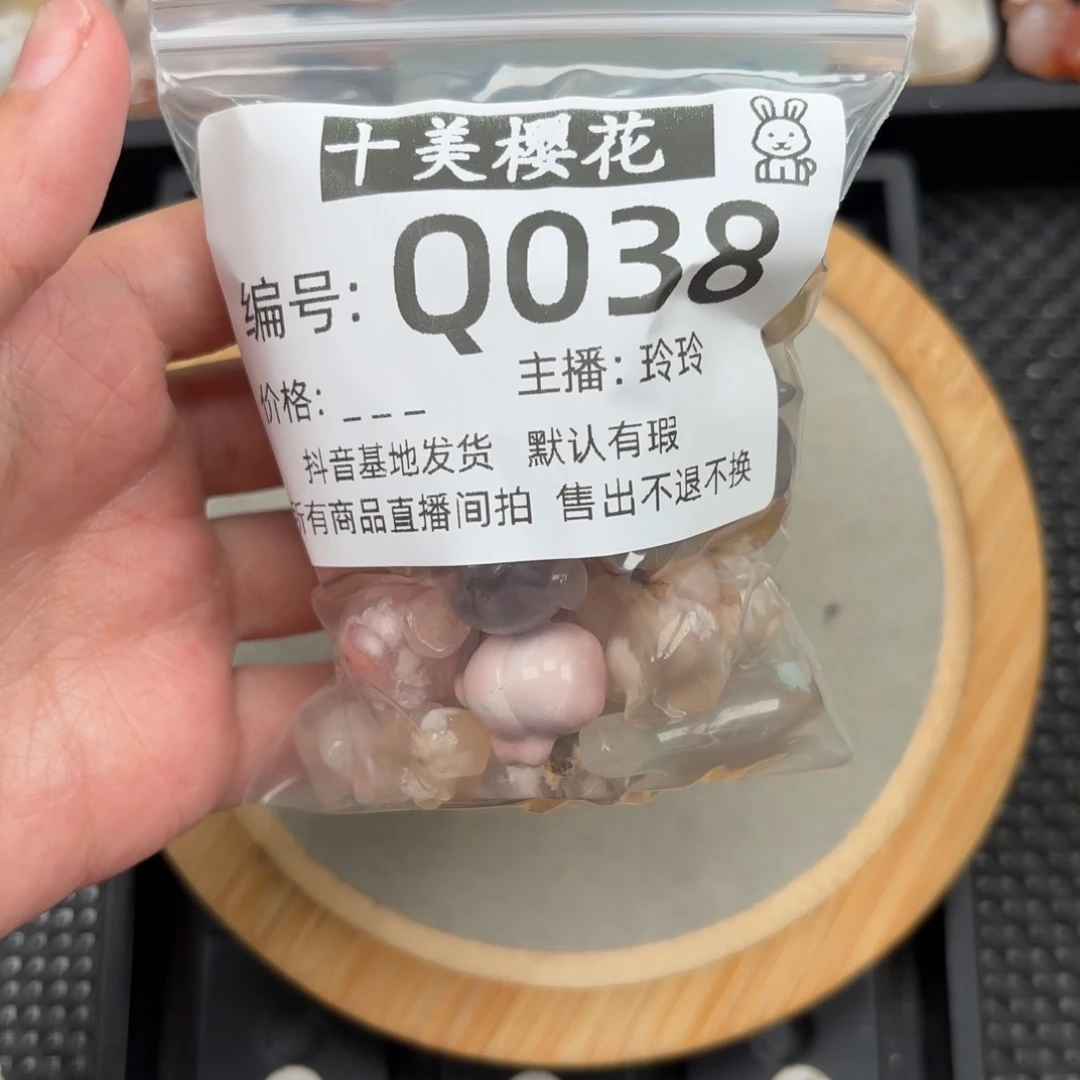 十美樱花
编号: Q038
价格: _ _ _ 主播: 玲玲
抖音基地发货 默认有瑕
所有商品直播间拍 售出不退不换